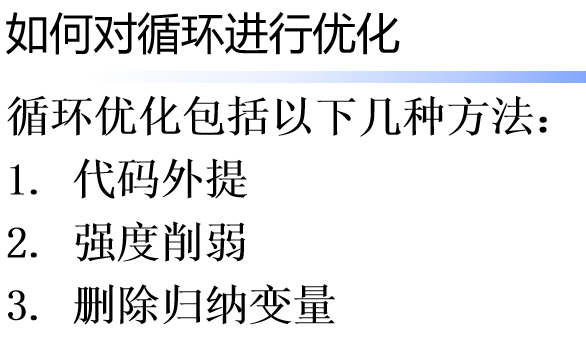 如何对循环进行优化
循环优化包括以下几种方法：
1. 代码外提
2. 强度削弱
3. 删除归纳变量